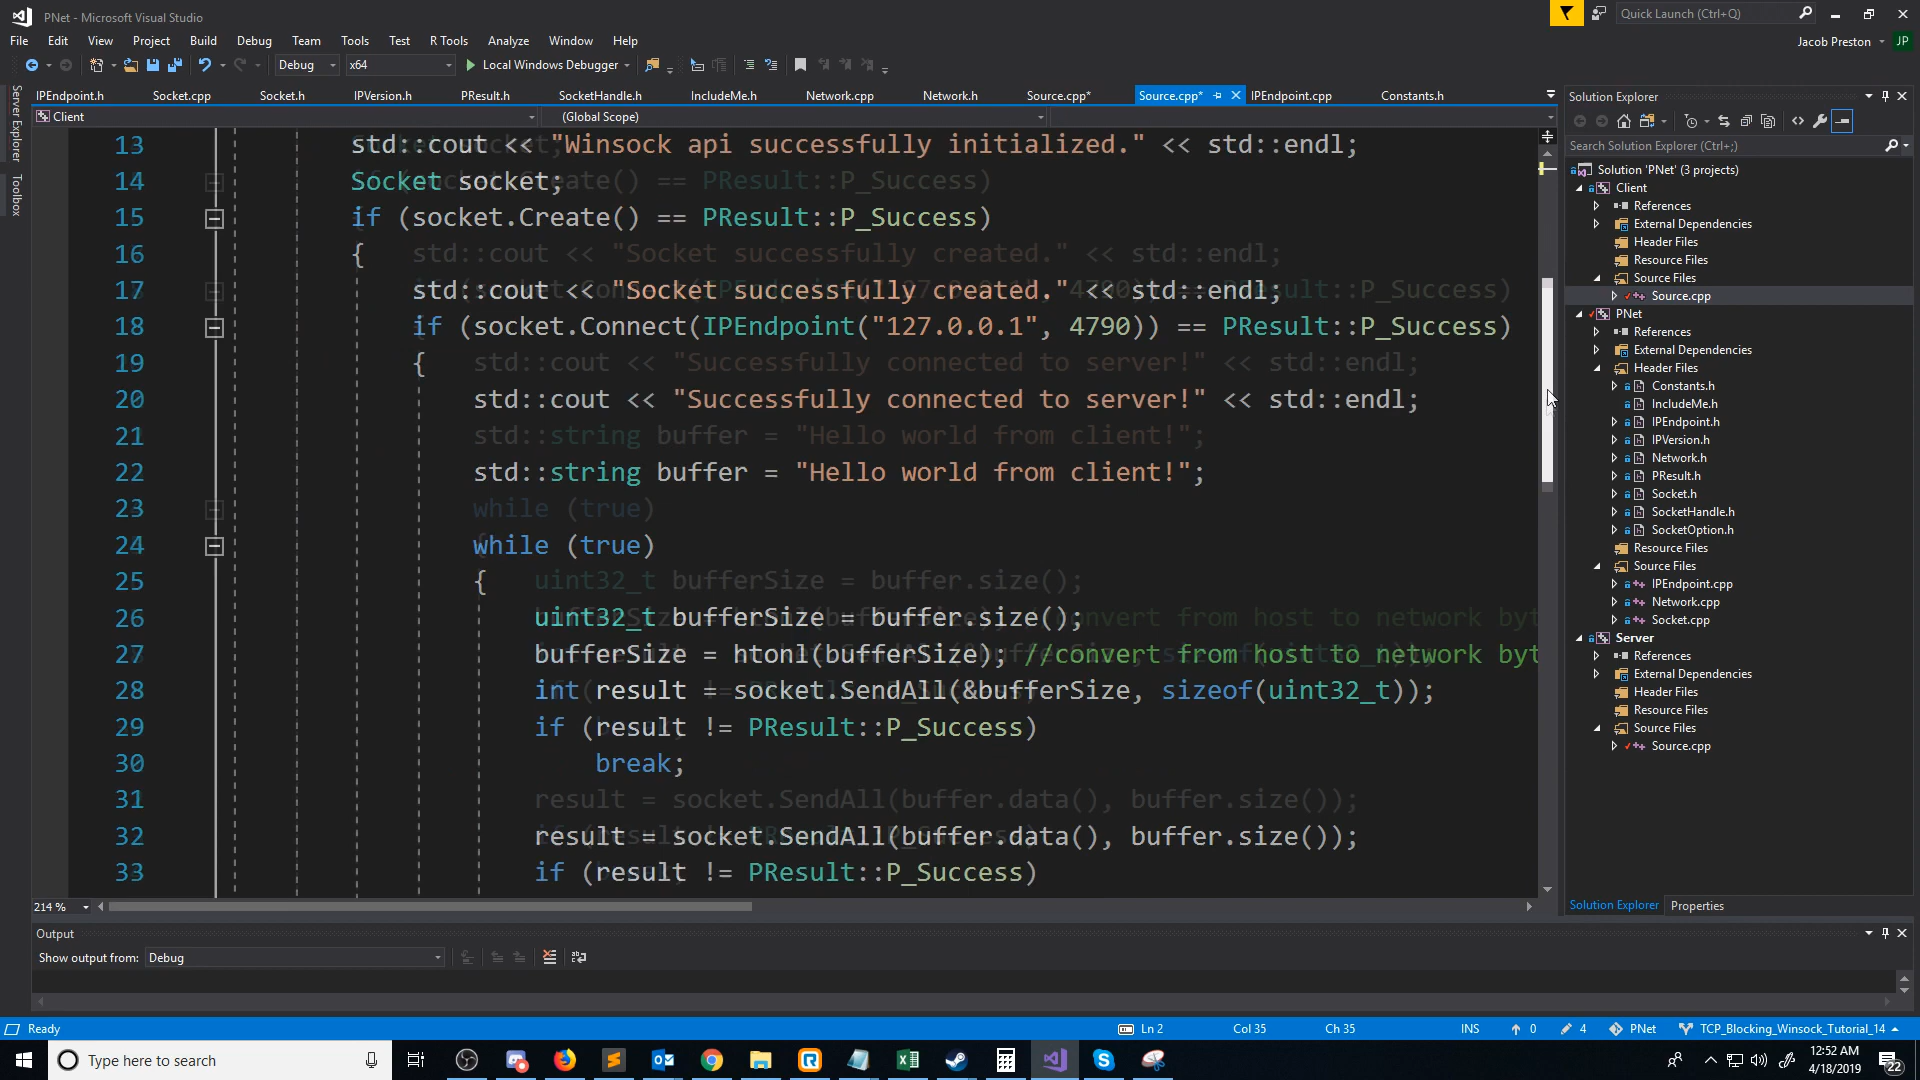 PNet - Microsoft Visual Studio
Quick Launch (Ctrl+Q)
File Edit View Project Build Debug Team Tools Test R Tools Analyze Window Help
Jacob Preston JP
Debug x64 Local Windows Debugger
Server Explorer
Toolbox
IPEndpoint.h Socket.cpp Socket.h IPVersion.h PResult.h SocketHandle.h IncludeMe.h Network.cpp Network.h Source.cpp* Source.cpp* IPEndpoint.cpp Constants.h
Client (Global Scope)
13 std::cout << "Winsock api successfully initialized." << std::endl;
14 Socket socket;
15 if (socket.Create() == PResult::P_Success)
16 {
17 std::cout << "Socket successfully created." << std::endl;
18 if (socket.Connect(IPEndpoint("127.0.0.1", 4790)) == PResult::P_Success)
19 {
20 std::cout << "Successfully connected to server!" << std::endl;
21
22 std::string buffer = "Hello world from client!";
23
24 while (true)
25 {
26 uint32_t bufferSize = buffer.size();
27 bufferSize = htonl(bufferSize); //convert from host to network byt
28 int result = socket.SendAll(&bufferSize, sizeof(uint32_t));
29 if (result != PResult::P_Success)
30 break;
31
32 result = socket.SendAll(buffer.data(), buffer.size());
33 if (result != PResult::P_Success)
214 %
Solution Explorer
Search Solution Explorer (Ctrl+;)
Solution 'PNet' (3 projects)
Client
References
External Dependencies
Header Files
Resource Files
Source Files
Source.cpp
PNet
References
External Dependencies
Header Files
Constants.h
IncludeMe.h
IPEndpoint.h
IPVersion.h
Network.h
PResult.h
Socket.h
SocketHandle.h
SocketOption.h
Resource Files
Source Files
IPEndpoint.cpp
Network.cpp
Socket.cpp
Server
References
External Dependencies
Header Files
Resource Files
Source Files
Source.cpp
Solution Explorer Properties
Output
Show output from: Debug
Ready Ln 2 Col 35 Ch 35 INS 0 4 PNet TCP_Blocking_Winsock_Tutorial_14
Type here to search
12:52 AM
4/18/2019
22